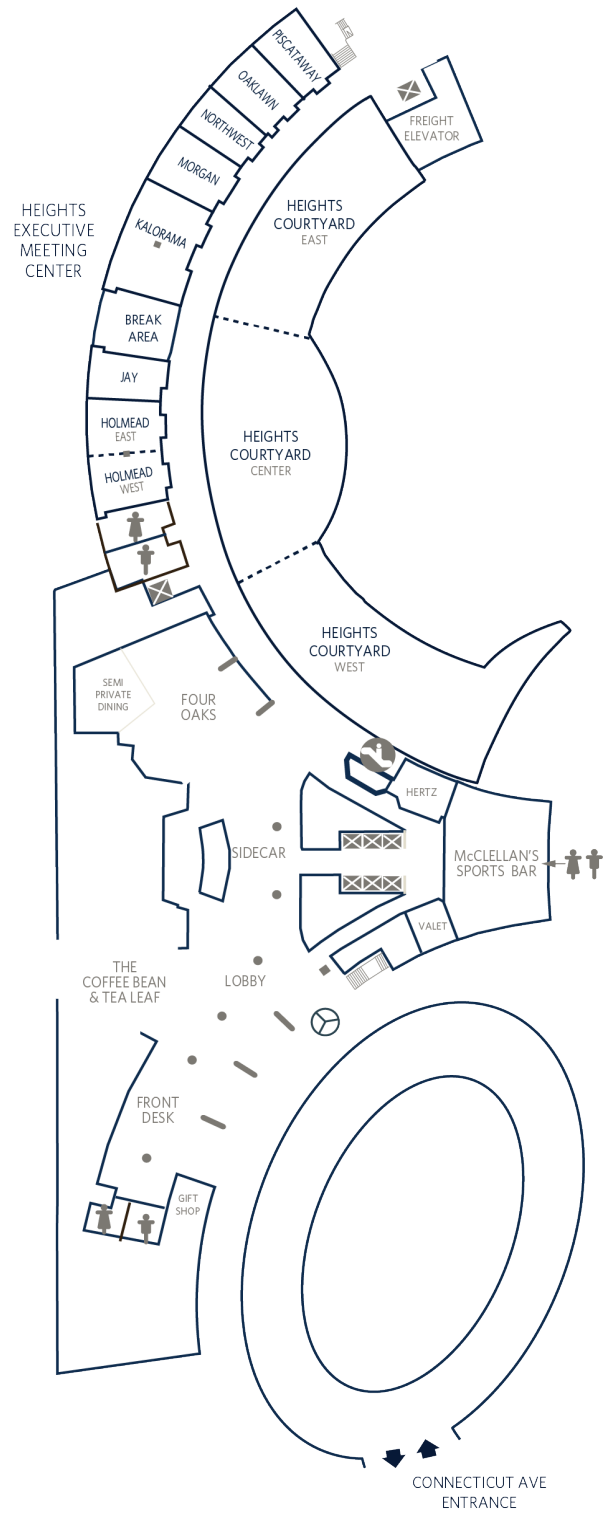 PISCATAWAY
OAKLAWN
NORTHWEST
MORGAN
KALORAMA
FREIGHT
ELEVATOR
HEIGHTS
EXECUTIVE
MEETING
CENTER
HEIGHTS
COURTYARD
EAST
BREAK
AREA
JAY
HOLMEAD
EAST
HOLMEAD
WEST
HEIGHTS
COURTYARD
CENTER
HEIGHTS
COURTYARD
WEST
SEMI
PRIVATE
DINING
FOUR
OAKS
HERTZ
SIDECAR
McCLELLAN'S
SPORTS BAR
VALET
THE
COFFEE BEAN
& TEA LEAF
LOBBY
FRONT
DESK
GIFT
SHOP
CONNECTICUT AVE
ENTRANCE